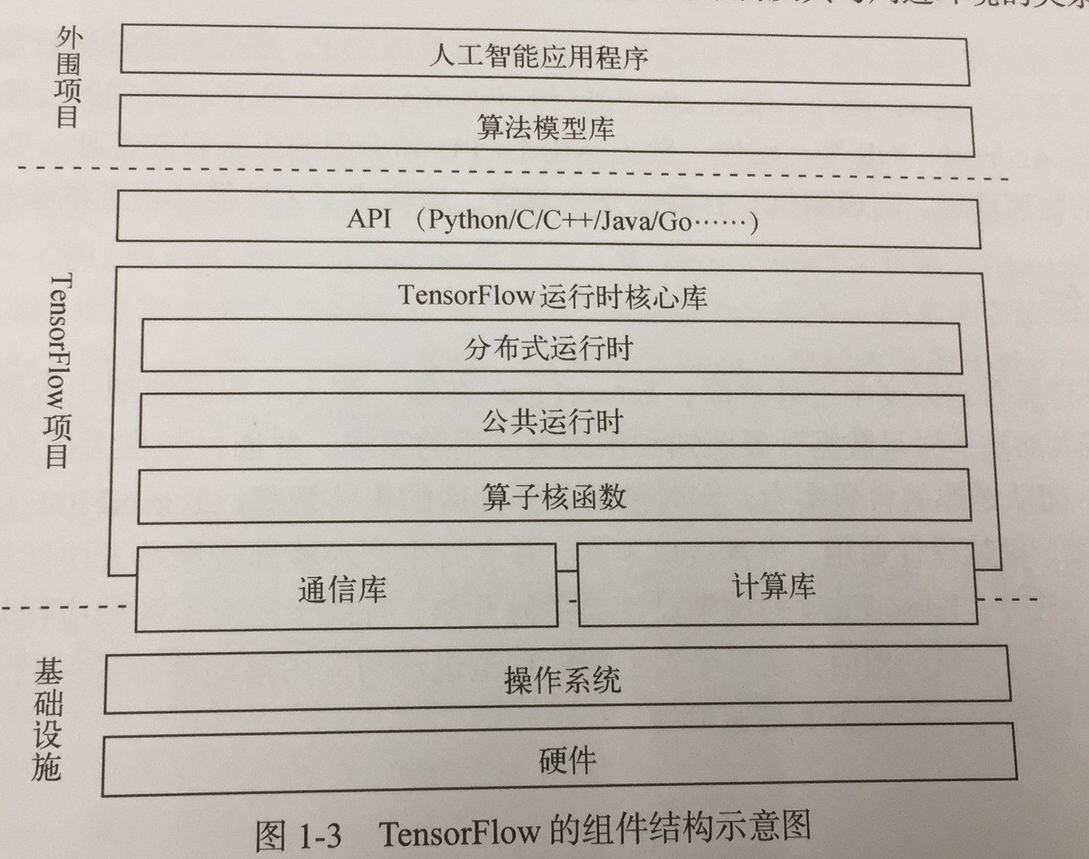 外围项目
人工智能应用程序
算法模型库
TensorFlow项目
API （Python/C/C++/Java/Go……）
TensorFlow运行时核心库
分布式运行时
公共运行时
算子核函数
通信库
计算库
基础设施
操作系统
硬件
图 1-3 TensorFlow 的组件结构示意图